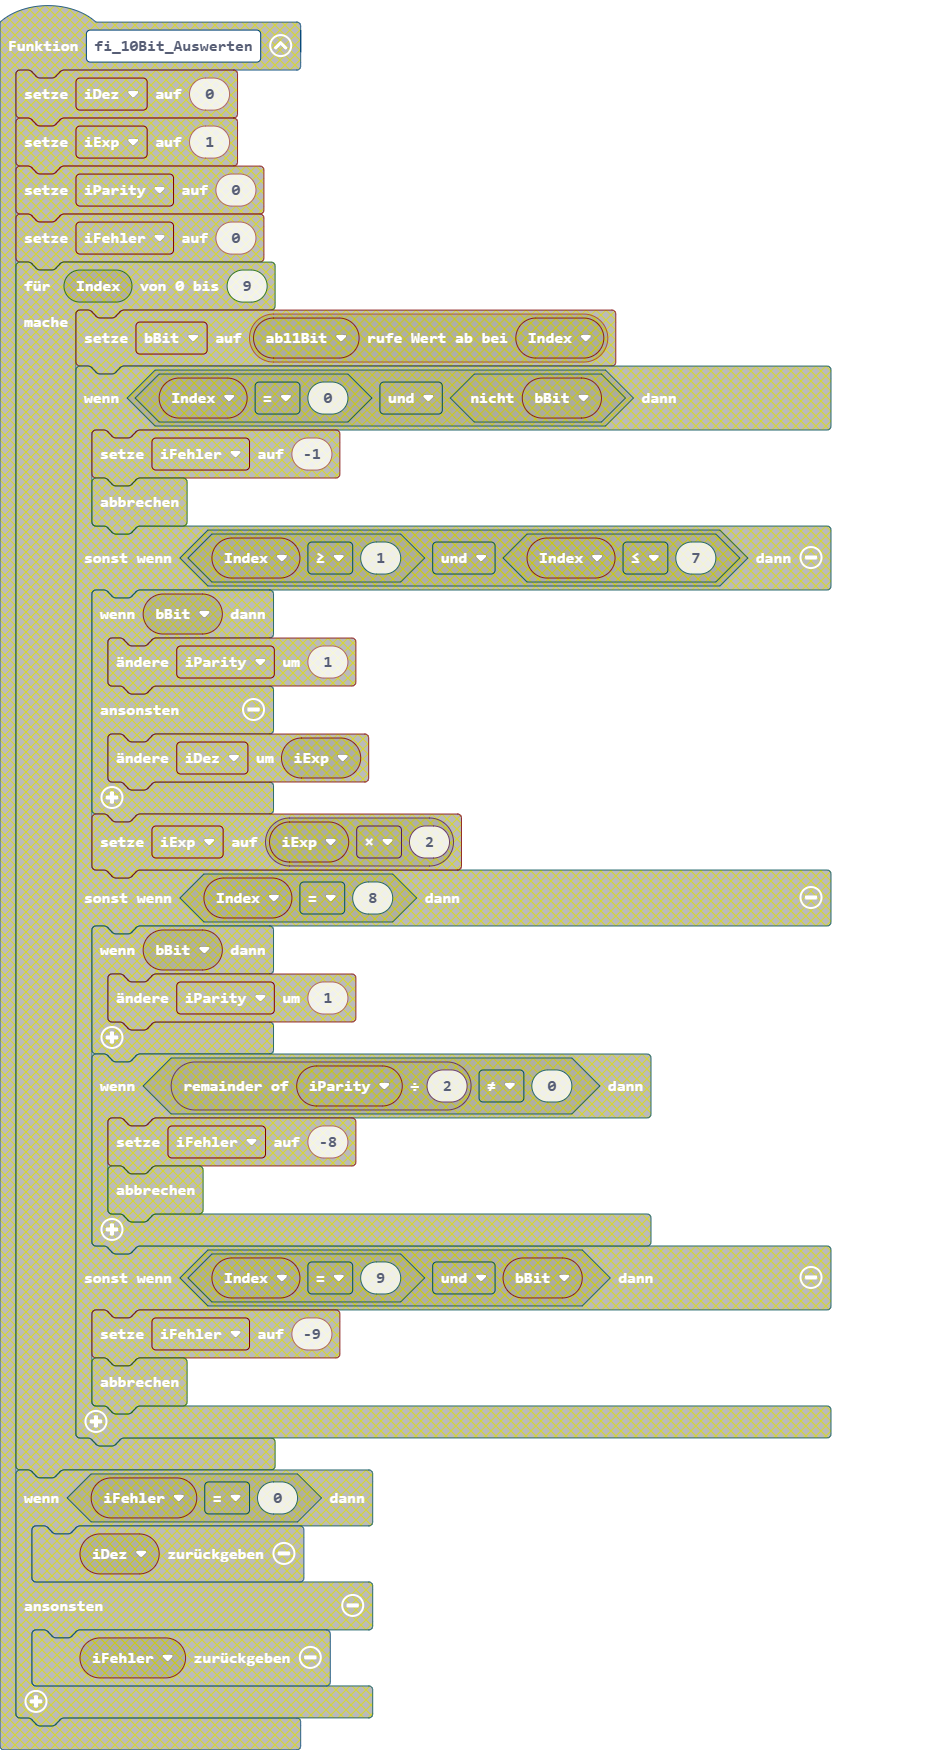 Funktion fi_10Bit_Auswerten
setze iDez auf 0
setze iExp auf 1
setze iParity auf 0
setze iFehler auf 0
für Index von 0 bis 9
mache
setze bBit auf ab11Bit rufe Wert ab bei Index
wenn Index = 0 und nicht bBit dann
setze iFehler auf -1
abbrechen
sonst wenn Index ≥ 1 und Index ≤ 7 dann
wenn bBit dann
ändere iParity um 1
ansonsten
ändere iDez um iExp
setze iExp auf iExp × 2
sonst wenn Index = 8 dann
wenn bBit dann
ändere iParity um 1
wenn remainder of iParity ÷ 2 ≠ 0 dann
setze iFehler auf -8
abbrechen
sonst wenn Index = 9 und bBit dann
setze iFehler auf -9
abbrechen
wenn iFehler = 0 dann
iDez zurückgeben
ansonsten
iFehler zurückgeben